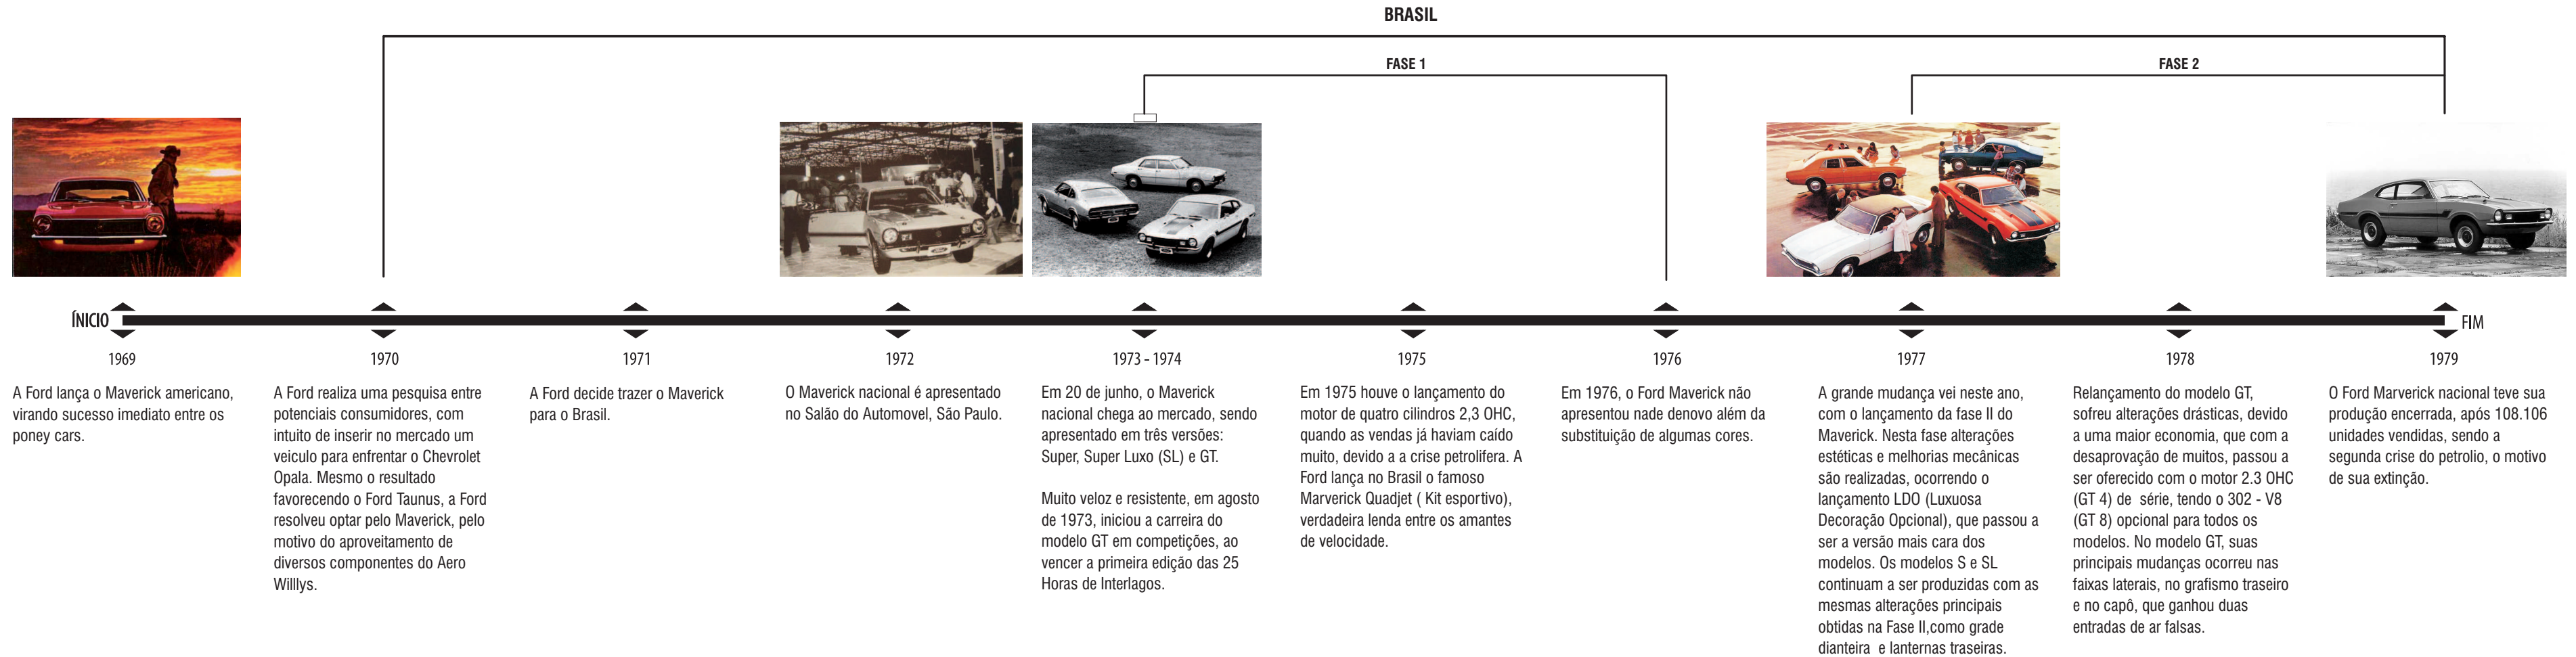 BRASIL
FASE 1
FASE 2
ÍNICIO
FIM
1969
A Ford lança o Maverick americano,
virando sucesso imediato entre os
poney cars.
1970
A Ford realiza uma pesquisa entre
potenciais consumidores, com
intuito de inserir no mercado um
veiculo para enfrentar o Chevrolet
Opala. Mesmo o resultado
favorecendo o Ford Taunus, a Ford
resolveu optar pelo Maverick, pelo
motivo do aproveitamento de
diversos componentes do Aero
Willlys.
1971
A Ford decide trazer o Maverick
para o Brasil.
1972
O Maverick nacional é apresentado
no Salão do Automovel, São Paulo.
1973 - 1974
Em 20 de junho, o Maverick
nacional chega ao mercado, sendo
apresentado em três versões:
Super, Super Luxo (SL) e GT.
Muito veloz e resistente, em agosto
de 1973, iniciou a carreira do
modelo GT em competições, ao
vencer a primeira edição das 25
Horas de Interlagos.
1975
Em 1975 houve o lançamento do
motor de quatro cilindros 2,3 OHC,
quando as vendas já haviam caído
muito, devido a a crise petrolifera. A
Ford lança no Brasil o famoso
Marverick Quadjet ( Kit esportivo),
verdadeira lenda entre os amantes
de velocidade.
1976
Em 1976, o Ford Maverick não
apresentou nade denovo além da
substituição de algumas cores.
1977
A grande mudança vei neste ano,
com o lançamento da fase II do
Maverick. Nesta fase alterações
estéticas e melhorias mecânicas
são realizadas, ocorrendo o
lançamento LDO (Luxuosa
Decoração Opcional), que passou a
ser a versão mais cara dos
modelos. Os modelos S e SL
continuam a ser produzidas com as
mesmas alterações principais
obtidas na Fase II,como grade
dianteira e lanternas traseiras.
1978
Relançamento do modelo GT,
sofreu alterações drásticas, devido
a uma maior economia, que com a
desaprovação de muitos, passou a
ser oferecido com o motor 2.3 OHC
(GT 4) de série, tendo o 302 - V8
(GT 8) opcional para todos os
modelos. No modelo GT, suas
principais mudanças ocorreu nas
faixas laterais, no grafismo traseiro
e no capô, que ganhou duas
entradas de ar falsas.
1979
O Ford Marverick nacional teve sua
produção encerrada, após 108.106
unidades vendidas, sendo a
segunda crise do petrolio, o motivo
de sua extinção.